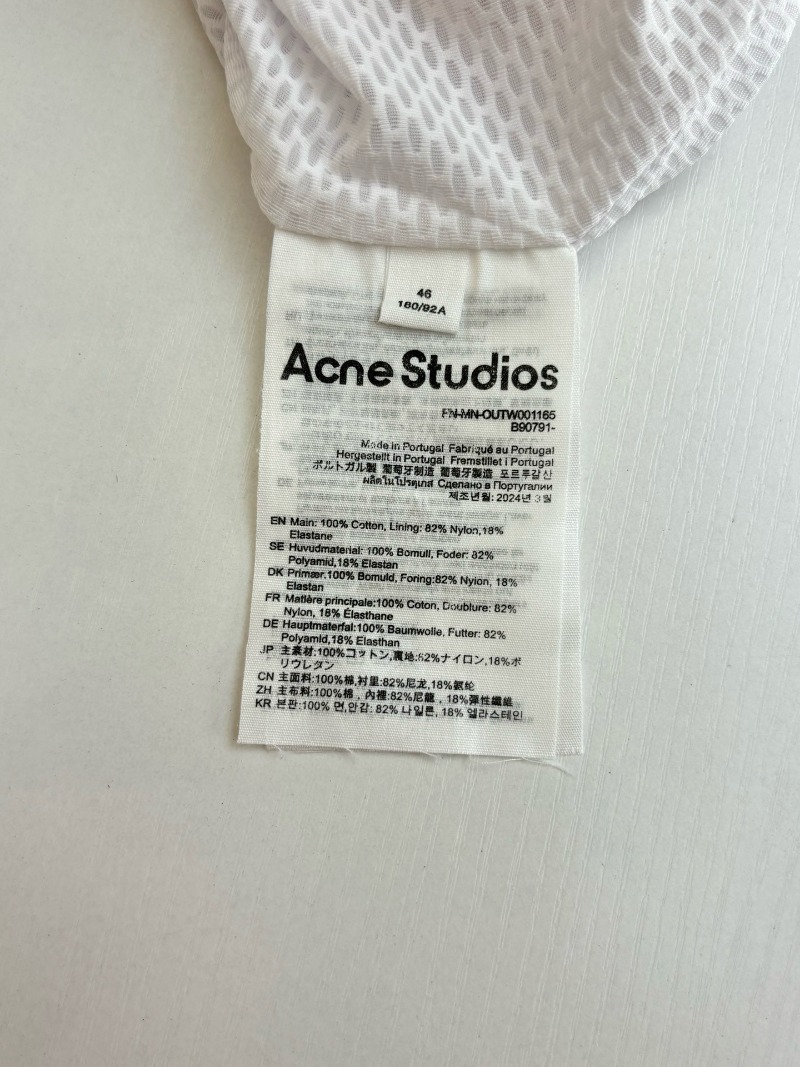 46
160/92A
Acne Studios
FN-MN-OUTW001165
B90791-
Made in Portugal Fabriqué au Portugal
Hergestellt in Portugal Fremstillet i Portugal
ポルトガル製 葡萄牙制造 葡萄牙製造 포르투갈산
ผลิตในโปรตุเกส Сделано в Португалии
제조년월: 2024년 3월
EN Main: 100% Cotton, Lining: 82% Nylon,18%
Elastane
SE Huvudmaterial: 100% Bomull, Foder: 82%
Polyamid,18% Elastan
DK Primær.100% Bomuld, Foring:82% Nylon, 18%
Elastan
FR Matière principale:100% Coton, Doublure: 82%
Nylon, 18% Élasthane
DE Hauptmaterfal:100% Baumwolle, Futter: 82%
Polyamid,18% Elasthan
JP 主素材:100%コットン,裏地:82%ナイロン,18%ポ
リウレタン
CN 主面料:100%棉,衬里:82%尼龙,18%氨纶
ZH 主布料:100%棉，內裡:82%尼龍，18%彈性纖維
KR 본판:100% 면,안감: 82% 나일론, 18% 엘라스테인